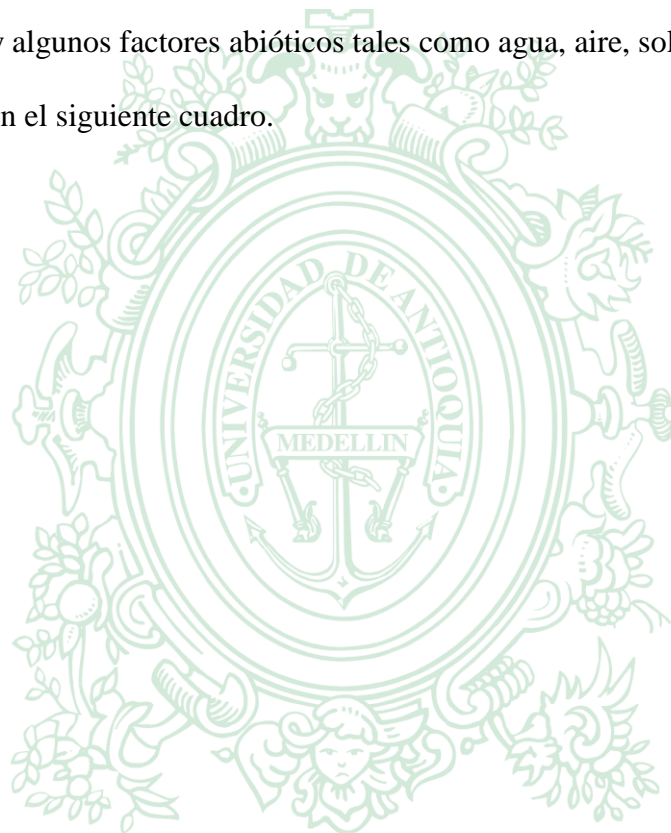 y algunos factores abióticos tales como agua, aire, sol
n el siguiente cuadro.
UNIVERSIDAD DE ANTIOQUIA
MEDELLIN